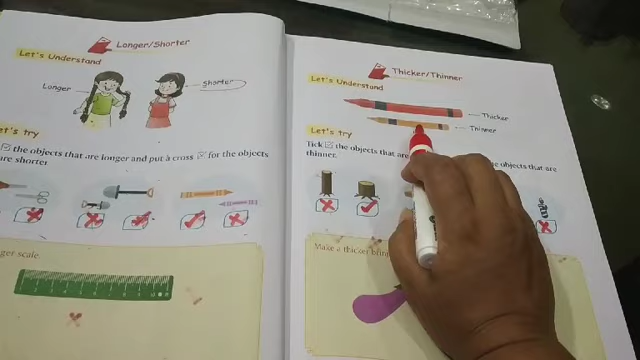 Longer/Shorter
Let's Understand
Longer
Shorter
Let's try
the objects that are longer and put a cross for the objects
are shorter
scale.
Thicker/Thinner
Let's Understand
Thicker
Thinner
Let's try
Tick the objects that are
the objects that are
thinner.
Make a thicker